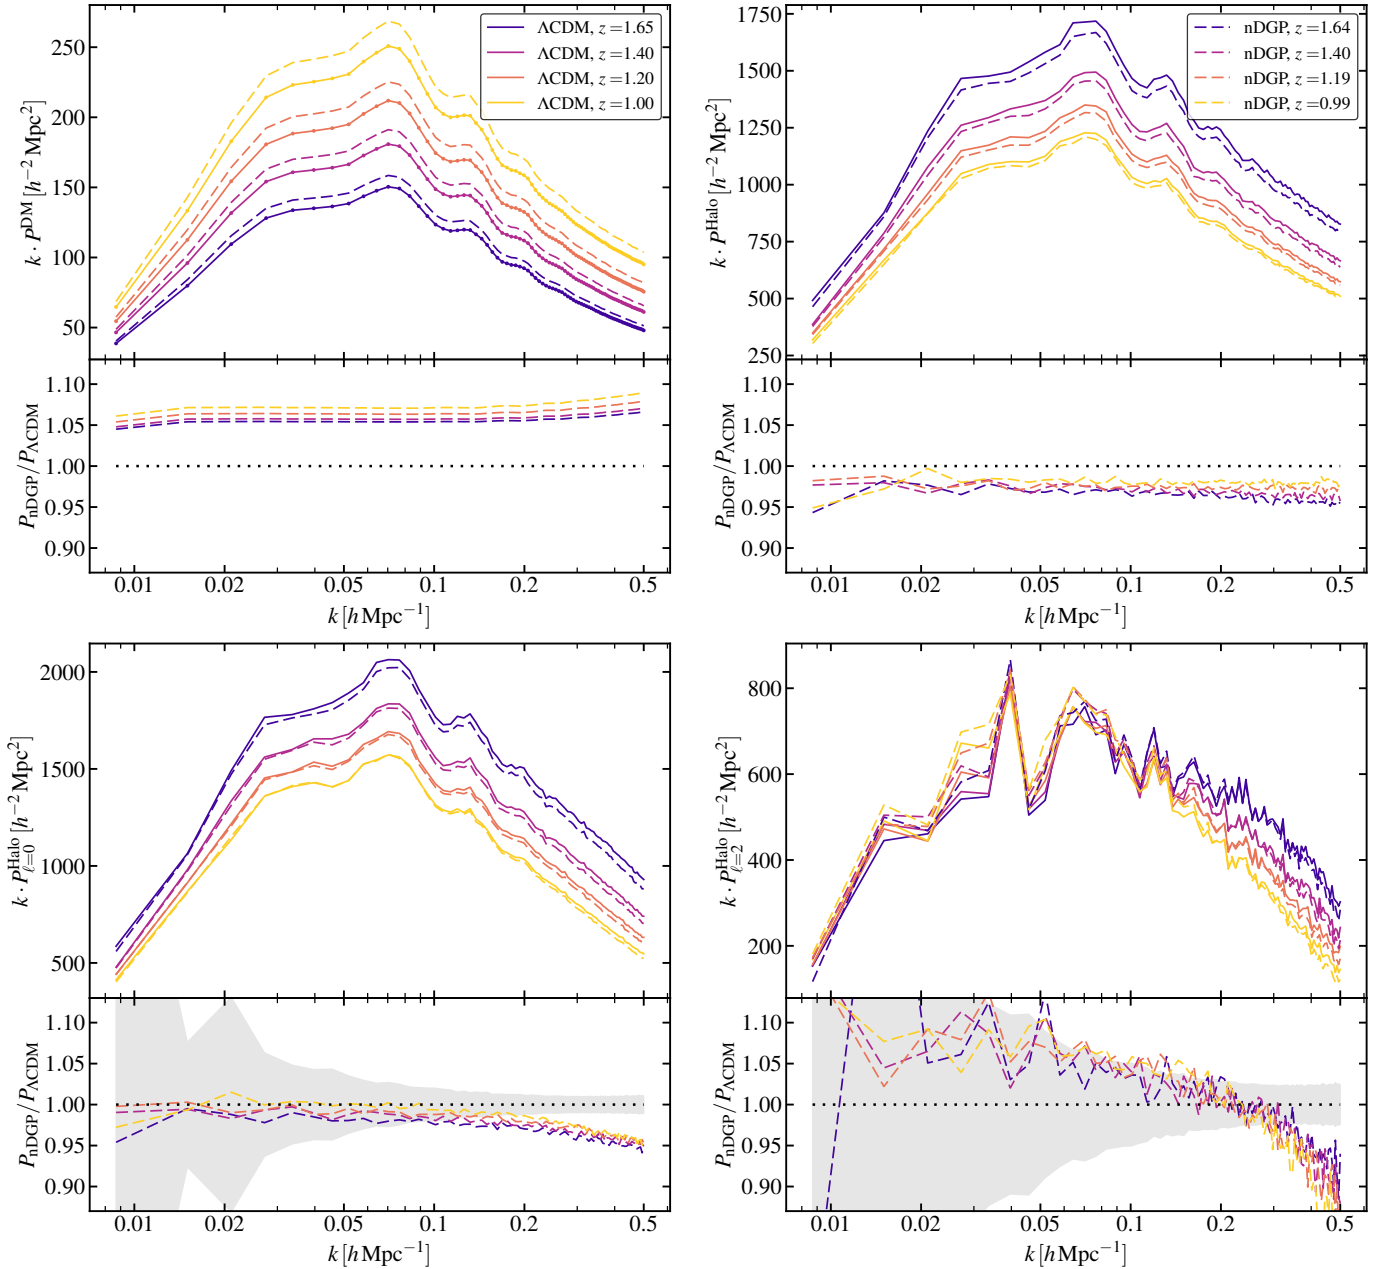 ΛCDM, z = 1.65
ΛCDM, z = 1.40
ΛCDM, z = 1.20
ΛCDM, z = 1.00
k · P^DM [h⁻² Mpc²]
250
200
150
100
50
nDGP, z = 1.64
nDGP, z = 1.40
nDGP, z = 1.19
nDGP, z = 0.99
k · P^Halo [h⁻² Mpc²]
1750
1500
1250
1000
750
500
250
P_nDGP / P_ΛCDM
1.10
1.05
1.00
0.95
0.90
0.01 0.02 0.05 0.1 0.2 0.5
k [h Mpc⁻¹]
P_nDGP / P_ΛCDM
1.10
1.05
1.00
0.95
0.90
0.01 0.02 0.05 0.1 0.2 0.5
k [h Mpc⁻¹]
k · P^Halo_ℓ=0 [h⁻² Mpc²]
2000
1500
1000
500
k · P^Halo_ℓ=2 [h⁻² Mpc²]
800
600
400
200
P_nDGP / P_ΛCDM
1.10
1.05
1.00
0.95
0.90
0.01 0.02 0.05 0.1 0.2 0.5
k [h Mpc⁻¹]
P_nDGP / P_ΛCDM
1.10
1.05
1.00
0.95
0.90
0.01 0.02 0.05 0.1 0.2 0.5
k [h Mpc⁻¹]